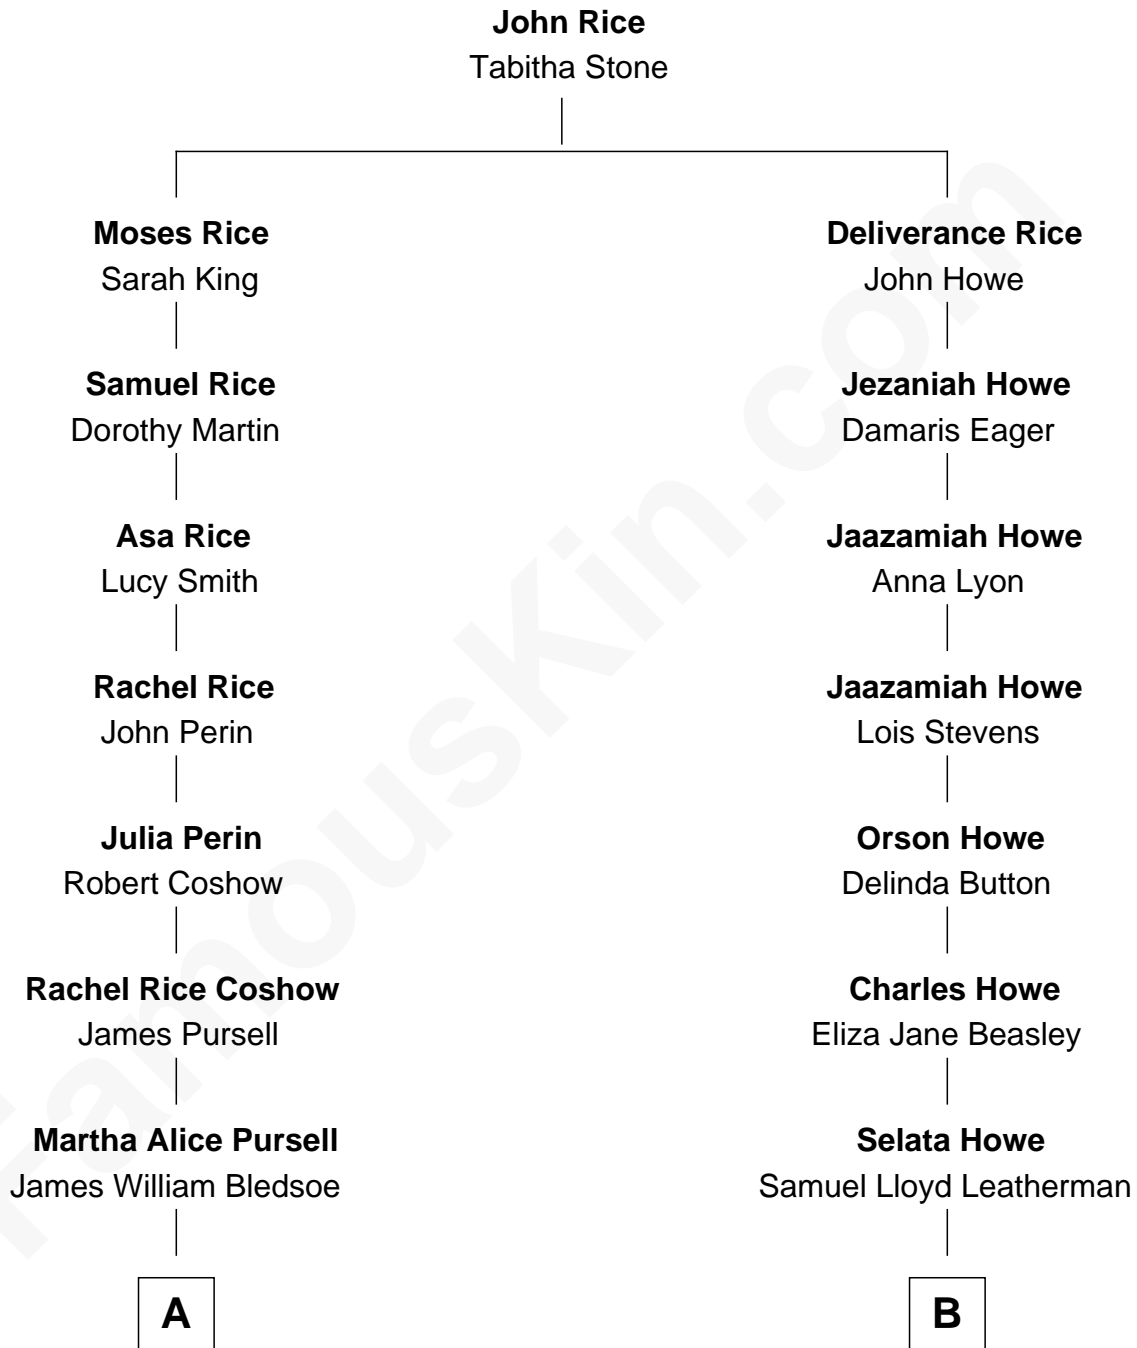 John Rice
Tabitha Stone
Moses Rice
Sarah King
Samuel Rice
Dorothy Martin
Asa Rice
Lucy Smith
Rachel Rice
John Perin
Julia Perin
Robert Coshow
Rachel Rice Coshow
James Pursell
Martha Alice Pursell
James William Bledsoe
A
Deliverance Rice
John Howe
Jezaniah Howe
Damaris Eager
Jaazamiah Howe
Anna Lyon
Jaazamiah Howe
Lois Stevens
Orson Howe
Delinda Button
Charles Howe
Eliza Jane Beasley
Selata Howe
Samuel Lloyd Leatherman
B
FamousKin.com